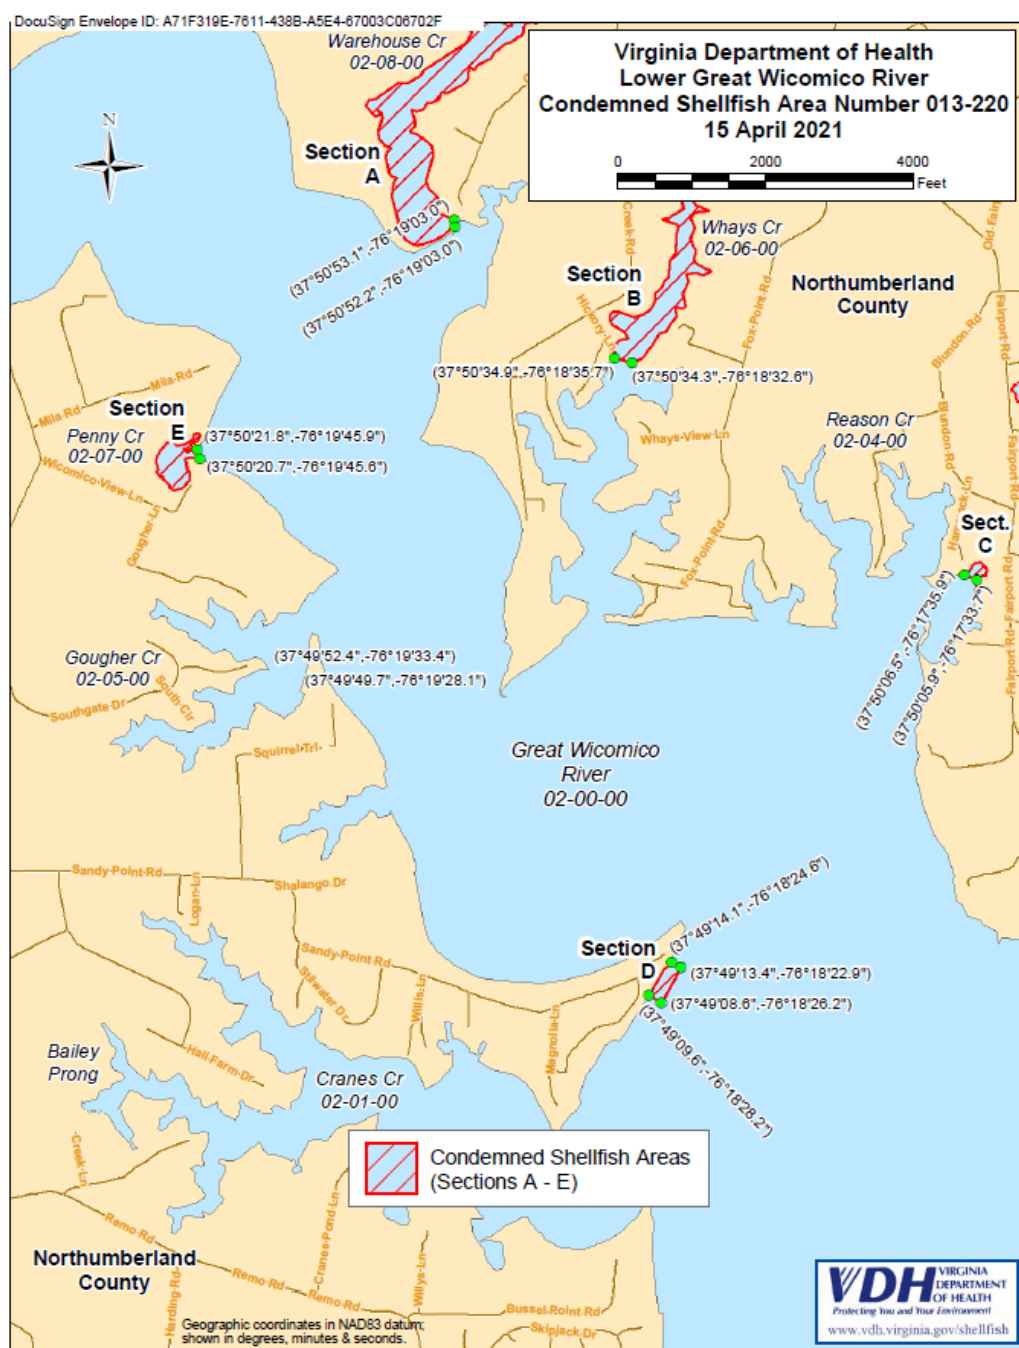 DocuSign Envelope ID: A71F319E-7611-438B-A5E4-67003C06702F
Virginia Department of Health
Lower Great Wicomico River
Condemned Shellfish Area Number 013-220
15 April 2021
0 2000 4000
Feet
Warehouse Cr
02-08-00
N
Section
A
(37°50'53.1",-76°19'03.0")
(37°50'52.2",-76°19'03.0")
Creek-Rd
Whays Cr
02-06-00
Section
B
Hickory-Ln
Fox-Point-Rd
Northumberland
County
Blundon-Rd
Fairport-Rd
(37°50'34.9",-76°18'35.7")
(37°50'34.3",-76°18'32.6")
Mila-Rd
Mila-Rd
Section
E
Penny Cr
02-07-00
(37°50'21.8",-76°19'45.9")
(37°50'20.7",-76°19'45.6")
Wicomico-View-Ln
Gougher-Ln
Whays-View-Ln
Reason Cr
02-04-00
Blundon-Rd
Fairport-Rd
Sect.
C
Fox-Point-Rd
(37°50'06.5",-76°17'35.9")
(37°50'05.9",-76°17'33.7")
Fairport-Rd-Fairport-Rd
Gougher Cr
02-05-00
(37°49'52.4",-76°19'33.4")
(37°49'49.7",-76°19'28.1")
South-Cir
Southgate Dr
Squirrel-Trl
Great Wicomico
River
02-00-00
Sandy-Point-Rd
Logan-Ln
Shalango-Dr
Sandy-Point Rd
Stillwater-Dr
Willis-Ln
Section
D
(37°49'14.1",-76°18'24.6")
(37°49'13.4",-76°18'22.9")
(37°49'08.6",-76°18'26.2")
(37°49'09.6",-76°18'28.2")
Magnolia-Ln
Bailey
Prong
Hall-Farm-Dr
Cranes Cr
02-01-00
Condemned Shellfish Areas
(Sections A - E)
Creek-Ln
Remo-Rd
Cranes-Pond-Ln
Northumberland
County
Harding-Rd
Remo-Rd
Remo-Rd
Willys-Ln
Bussel-Point-Rd
Skipjack-Dr
Geographic coordinates in NAD83 datum;
shown in degrees, minutes & seconds.
VDH VIRGINIA
DEPARTMENT
OF HEALTH
Protecting You and Your Environment
www.vdh.virginia.gov/shellfish